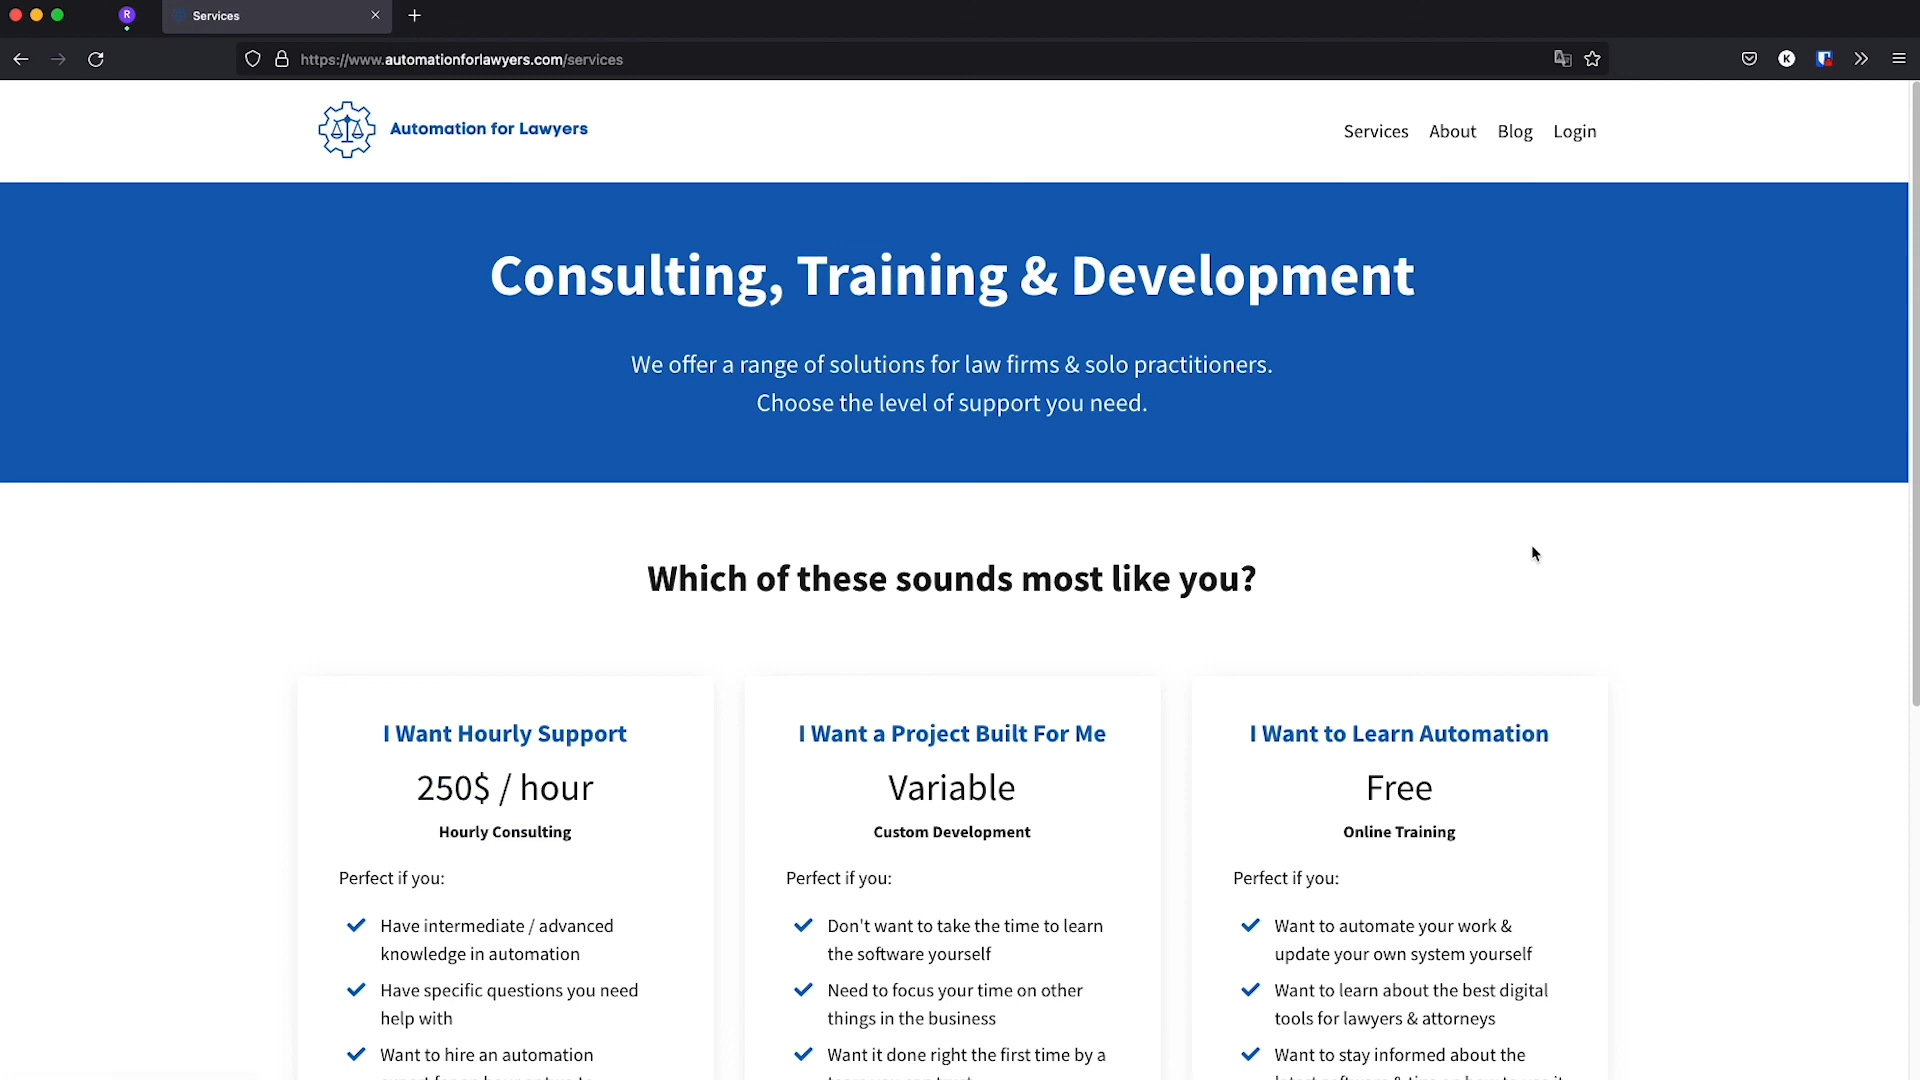 R
Services
https://www.automationforlawyers.com/services
K
Automation for Lawyers
Services About Blog Login
Consulting, Training & Development
We offer a range of solutions for law firms & solo practitioners.
Choose the level of support you need.
Which of these sounds most like you?
I Want Hourly Support
250$ / hour
Hourly Consulting
Perfect if you:
Have intermediate / advanced
knowledge in automation
Have specific questions you need
help with
Want to hire an automation
I Want a Project Built For Me
Variable
Custom Development
Perfect if you:
Don't want to take the time to learn
the software yourself
Need to focus your time on other
things in the business
Want it done right the first time by a
I Want to Learn Automation
Free
Online Training
Perfect if you:
Want to automate your work &
update your own system yourself
Want to learn about the best digital
tools for lawyers & attorneys
Want to stay informed about the